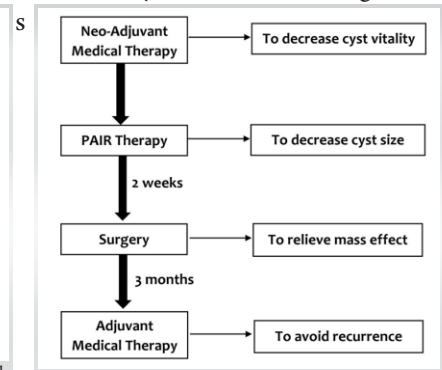 s
Neo-Adjuvant
Medical Therapy
To decrease cyst vitality
PAIR Therapy
To decrease cyst size
2 weeks
Surgery
To relieve mass effect
3 months
Adjuvant
Medical Therapy
To avoid recurrence